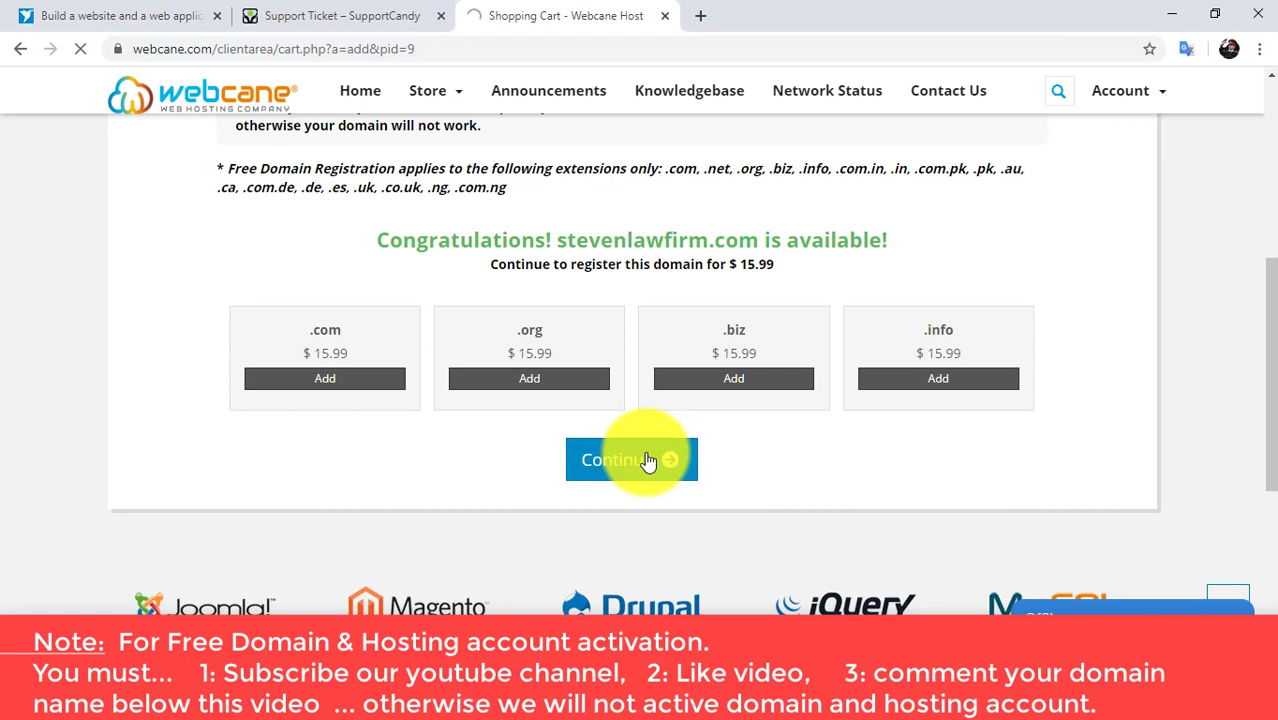 Build a website and a web applic
Support Ticket – SupportCandy
Shopping Cart - Webcane Host
webcane.com/clientarea/cart.php?a=add&pid=9
webcane®
WEB HOSTING COMPANY
Home
Store
Announcements
Knowledgebase
Network Status
Contact Us
Account
otherwise your domain will not work.
* Free Domain Registration applies to the following extensions only: .com, .net, .org, .biz, .info, .com.in, .in, .com.pk, .pk, .au,
.ca, .com.de, .de, .es, .uk, .co.uk, .ng, .com.ng
Congratulations! stevenlawfirm.com is available!
Continue to register this domain for $ 15.99
.com
$ 15.99
Add
.org
$ 15.99
Add
.biz
$ 15.99
Add
.info
$ 15.99
Add
Continue
Joomla!
Magento
Drupal
jQuery
Note: For Free Domain & Hosting account activation.
You must... 1: Subscribe our youtube channel, 2: Like video, 3: comment your domain
name below this video ... otherwise we will not active domain and hosting account.